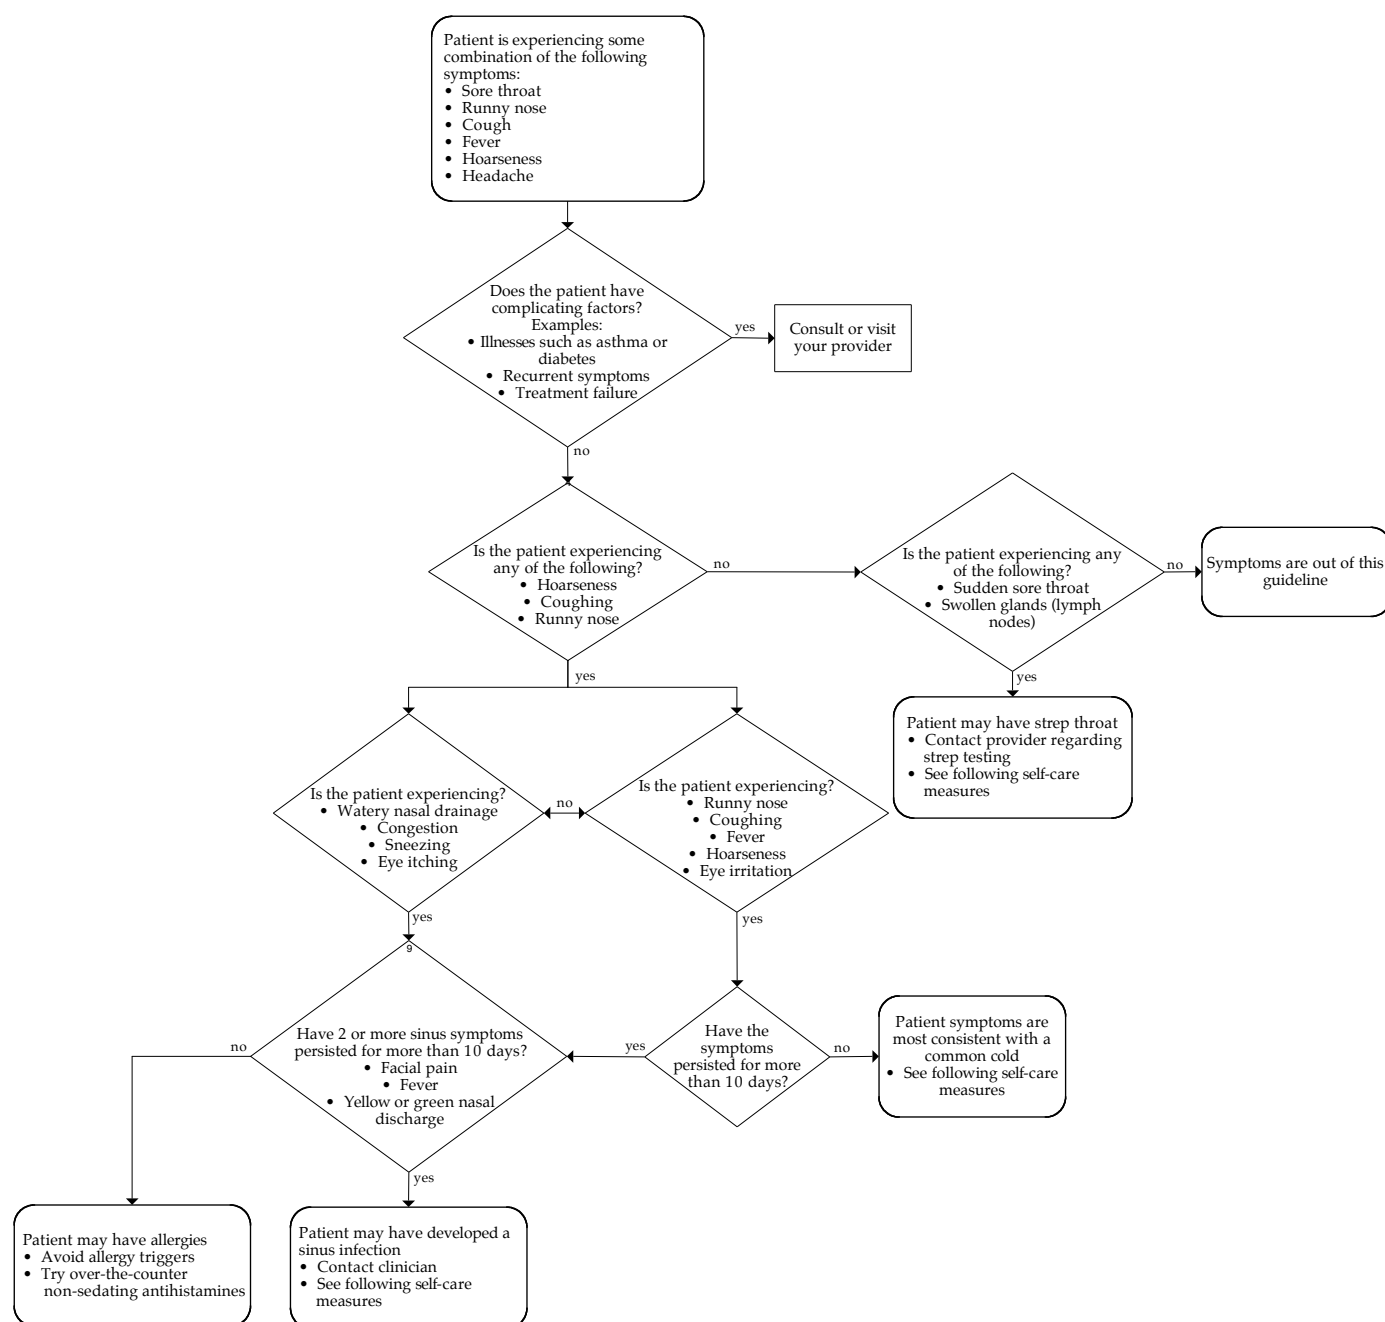 Patient is experiencing some
combination of the following
symptoms:
• Sore throat
• Runny nose
• Cough
• Fever
• Hoarseness
• Headache
Does the patient have
complicating factors?
Examples:
• Illnesses such as asthma or
diabetes
• Recurrent symptoms
• Treatment failure
yes
Consult or visit
your provider
no
Is the patient experiencing
any of the following?
• Hoarseness
• Coughing
• Runny nose
no
Is the patient experiencing any
of the following?
• Sudden sore throat
• Swollen glands (lymph
nodes)
no
Symptoms are out of this
guideline
yes
yes
Patient may have strep throat
• Contact provider regarding
strep testing
• See following self-care
measures
Is the patient experiencing?
• Watery nasal drainage
• Congestion
• Sneezing
• Eye itching
no
Is the patient experiencing?
• Runny nose
• Coughing
• Fever
• Hoarseness
• Eye irritation
yes
yes
9
Have 2 or more sinus symptoms
persisted for more than 10 days?
• Facial pain
• Fever
• Yellow or green nasal
discharge
no
yes
Have the
symptoms
persisted for more
than 10 days?
no
Patient symptoms are
most consistent with a
common cold
• See following self-care
measures
yes
Patient may have allergies
• Avoid allergy triggers
• Try over-the-counter
non-sedating antihistamines
Patient may have developed a
sinus infection
• Contact clinician
• See following self-care
measures